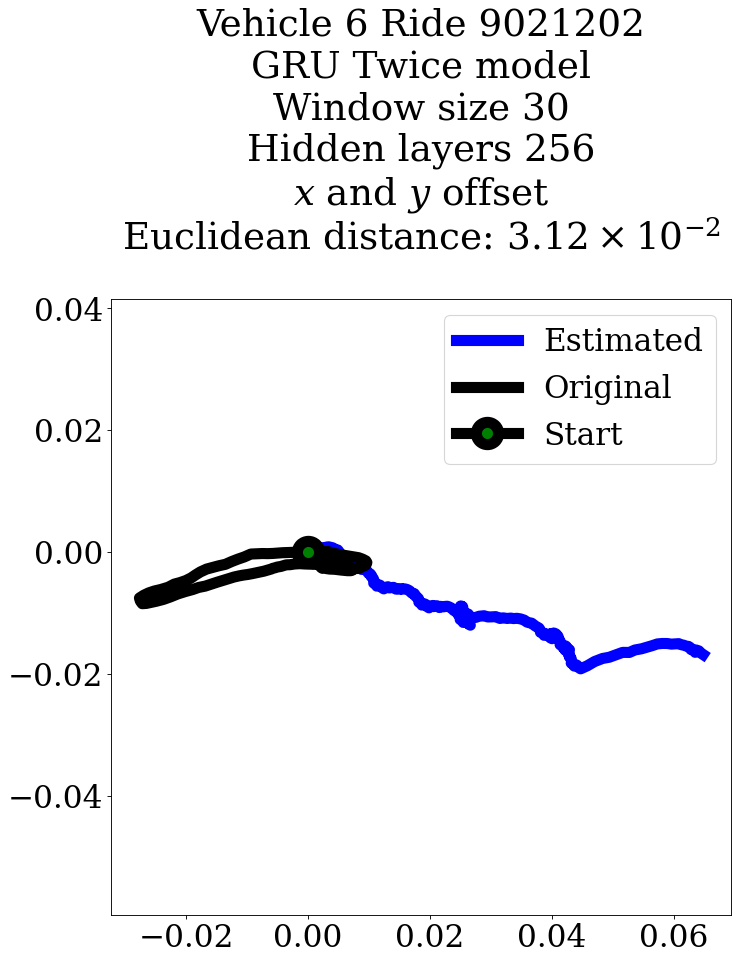 Vehicle 6 Ride 9021202
GRU Twice model
Window size 30
Hidden layers 256
x and y offset
Euclidean distance: 3.12 × 10⁻²
Estimated
Original
Start
0.04
0.02
0.00
−0.02
−0.04
−0.02 0.00 0.02 0.04 0.06